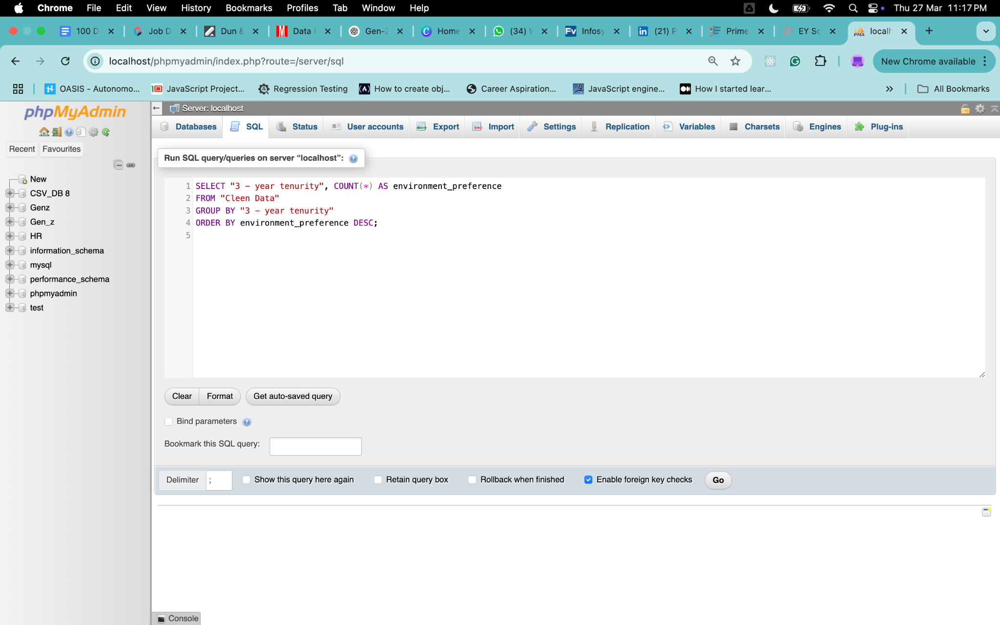 Chrome File Edit View History Bookmarks Profiles Tab Window Help Thu 27 Mar 11:17 PM
100 D Job D Dun & Data Gen- Home (34) Infosy (21) P Prime EY Sc localh
localhost/phpmyadmin/index.php?route=/server/sql New Chrome available
OASIS - Autonomo... JavaScript Project... Regression Testing How to create obj... Career Aspiration... JavaScript engine... How I started lear... » All Bookmarks
phpMyAdmin
Recent Favourites
New
CSV_DB 8
Genz
Gen_z
HR
information_schema
mysql
performance_schema
phpmyadmin
test
Server: localhost
Databases SQL Status User accounts Export Import Settings Replication Variables Charsets Engines Plug-ins
Run SQL query/queries on server “localhost”:
1 SELECT "3 - year tenurity", COUNT(*) AS environment_preference
2 FROM "Cleen Data"
3 GROUP BY "3 - year tenurity"
4 ORDER BY environment_preference DESC;
5
Clear Format Get auto-saved query
Bind parameters
Bookmark this SQL query:
Delimiter ; Show this query here again Retain query box Rollback when finished Enable foreign key checks Go
Console